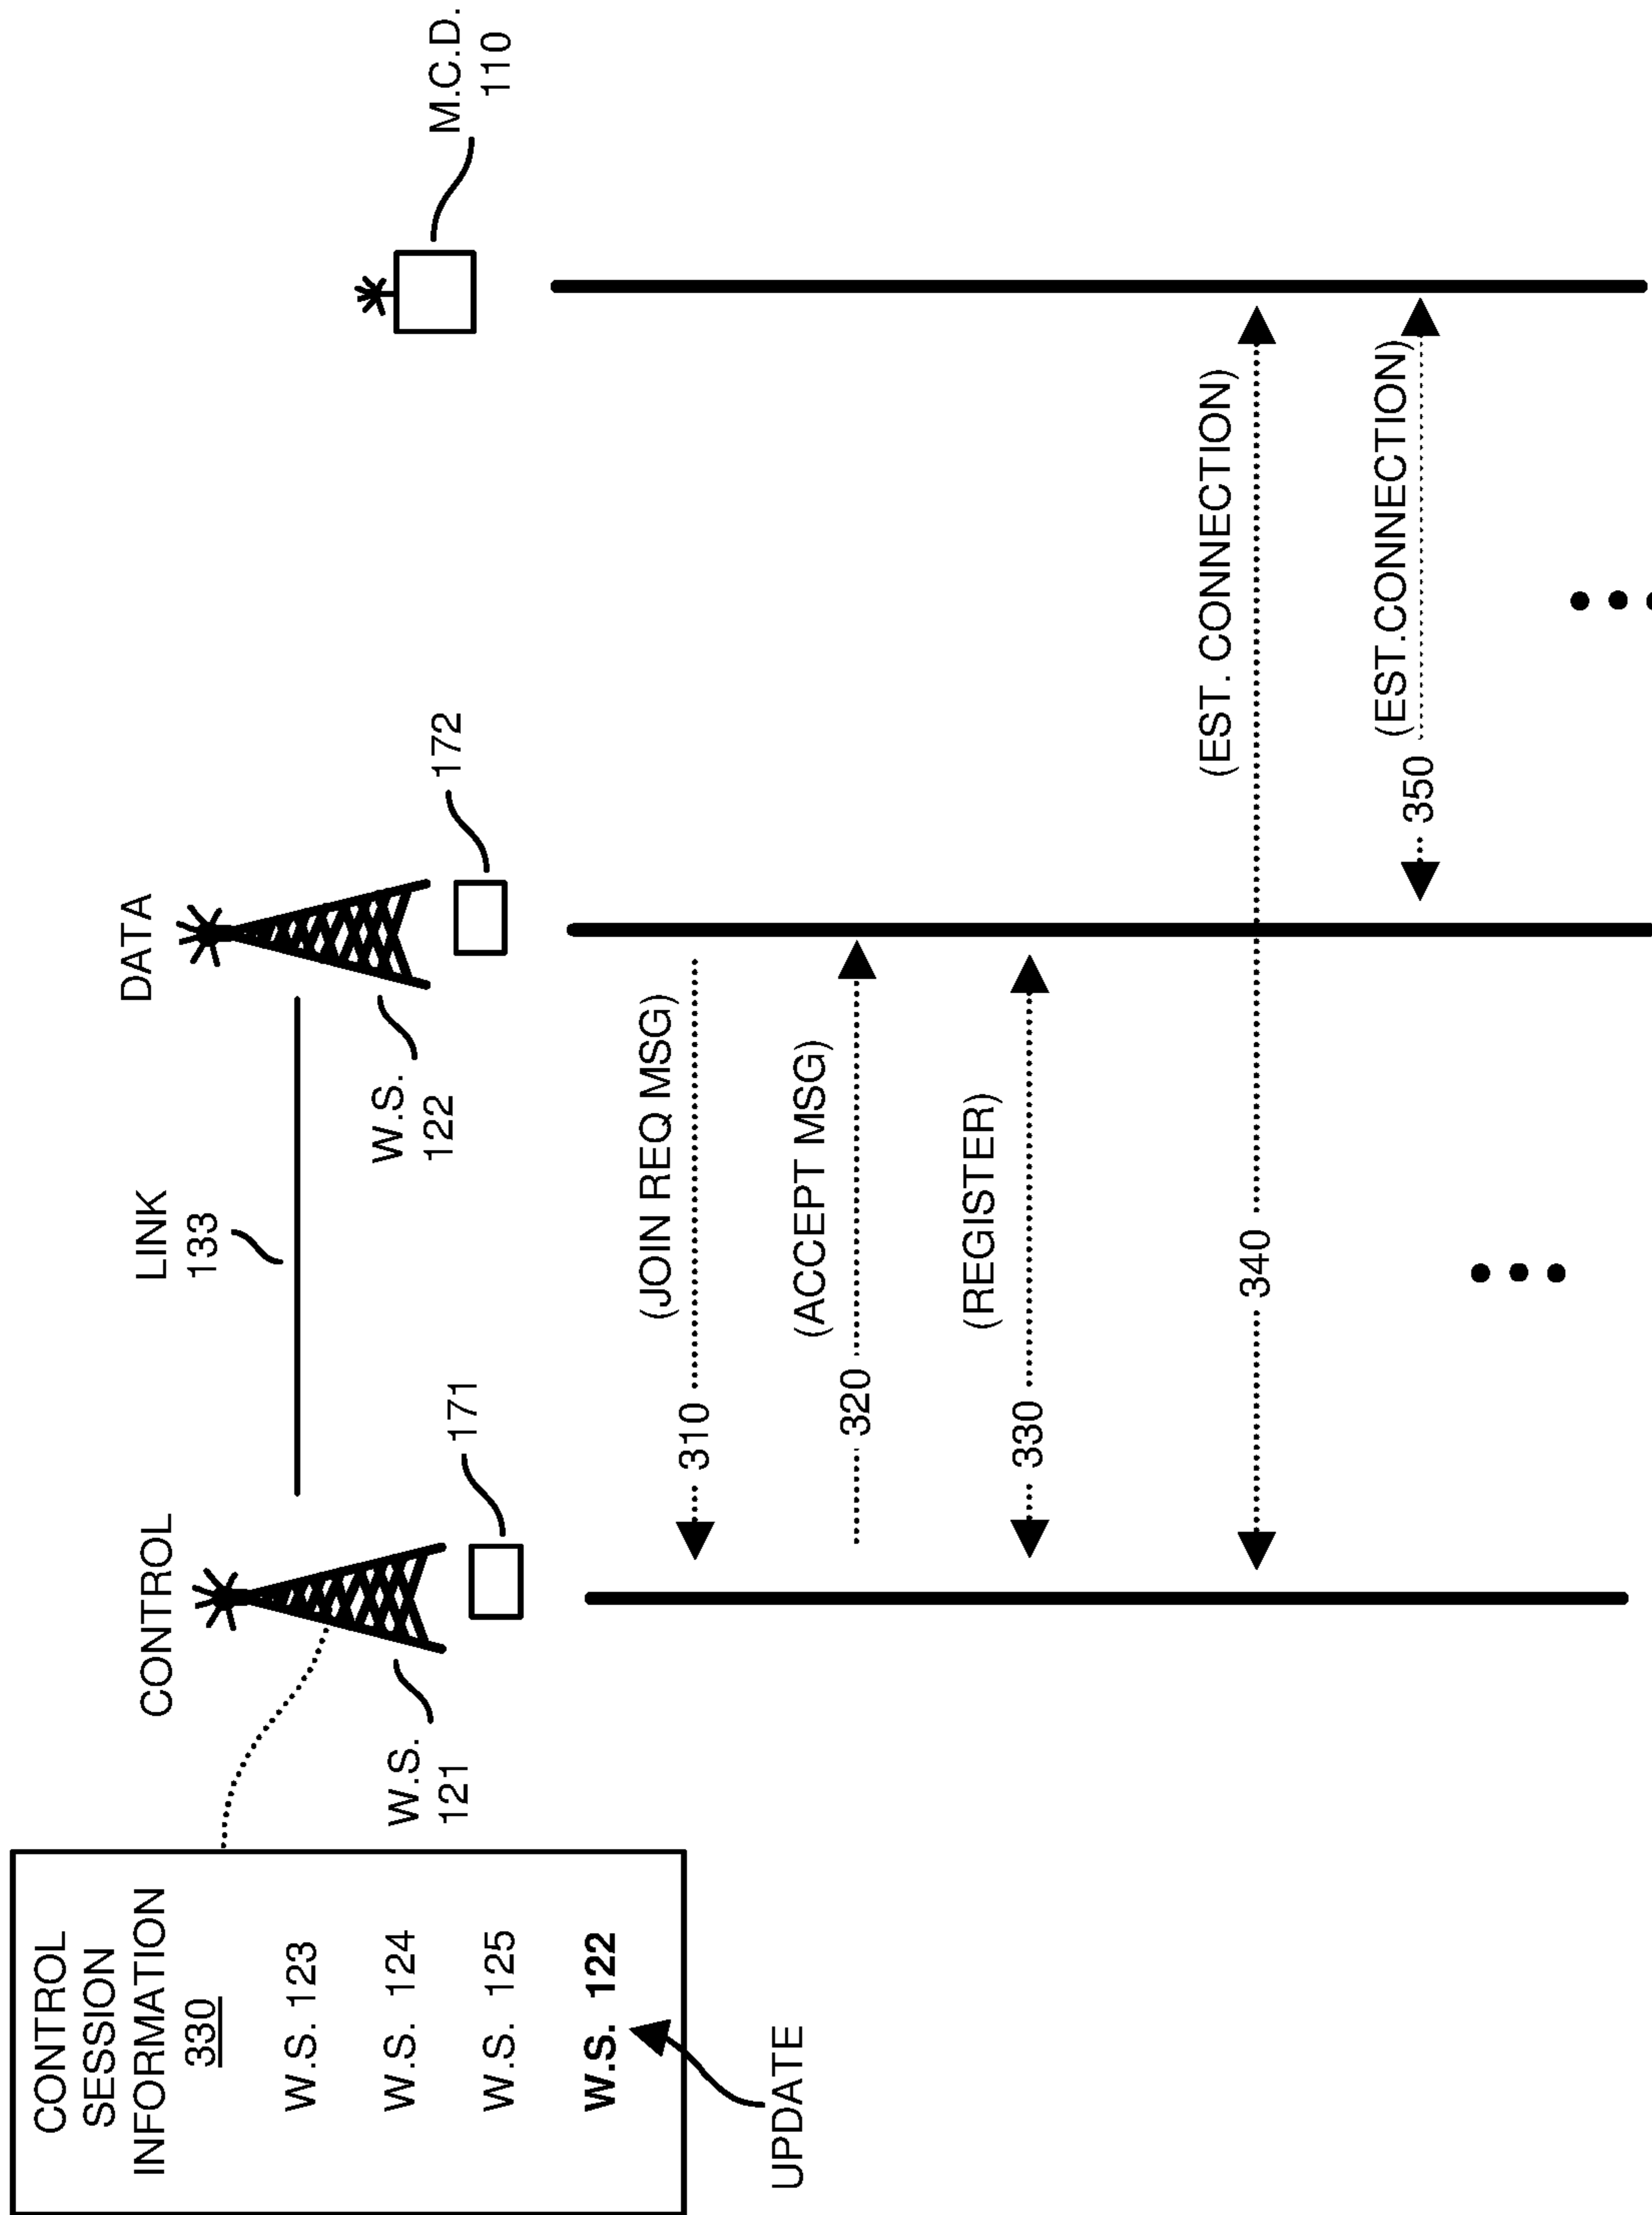 CONTROL
SESSION
INFORMATION
330
W.S. 123
W.S. 124
W.S. 125
W.S. 122
UPDATE
CONTROL
W.S.
121
171
LINK
133
DATA
W.S.
122
172
M.C.D.
110
310
(JOIN REQ MSG)
320
(ACCEPT MSG)
330
(REGISTER)
340
(EST. CONNECTION)
350
(EST.CONNECTION)